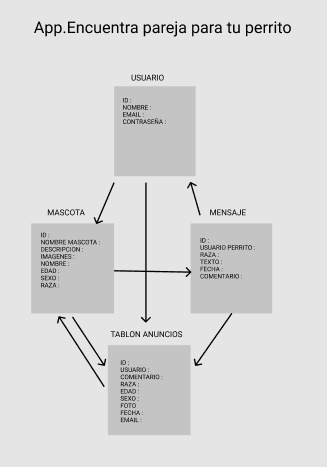 App.Encuentra pareja para tu perrito
USUARIO
ID :
NOMBRE :
EMAIL :
CONTRASEÑA :
MASCOTA
ID :
NOMBRE MASCOTA :
DESCRIPCION :
IMAGENES :
NOMBRE :
EDAD :
SEXO :
RAZA :
MENSAJE
ID :
USUARIO PERRITO :
RAZA :
TEXTO :
FECHA :
COMENTARIO :
TABLON ANUNCIOS
ID :
USUARIO :
COMENTARIO :
RAZA :
EDAD :
SEXO :
FOTO
FECHA :
EMAIL :